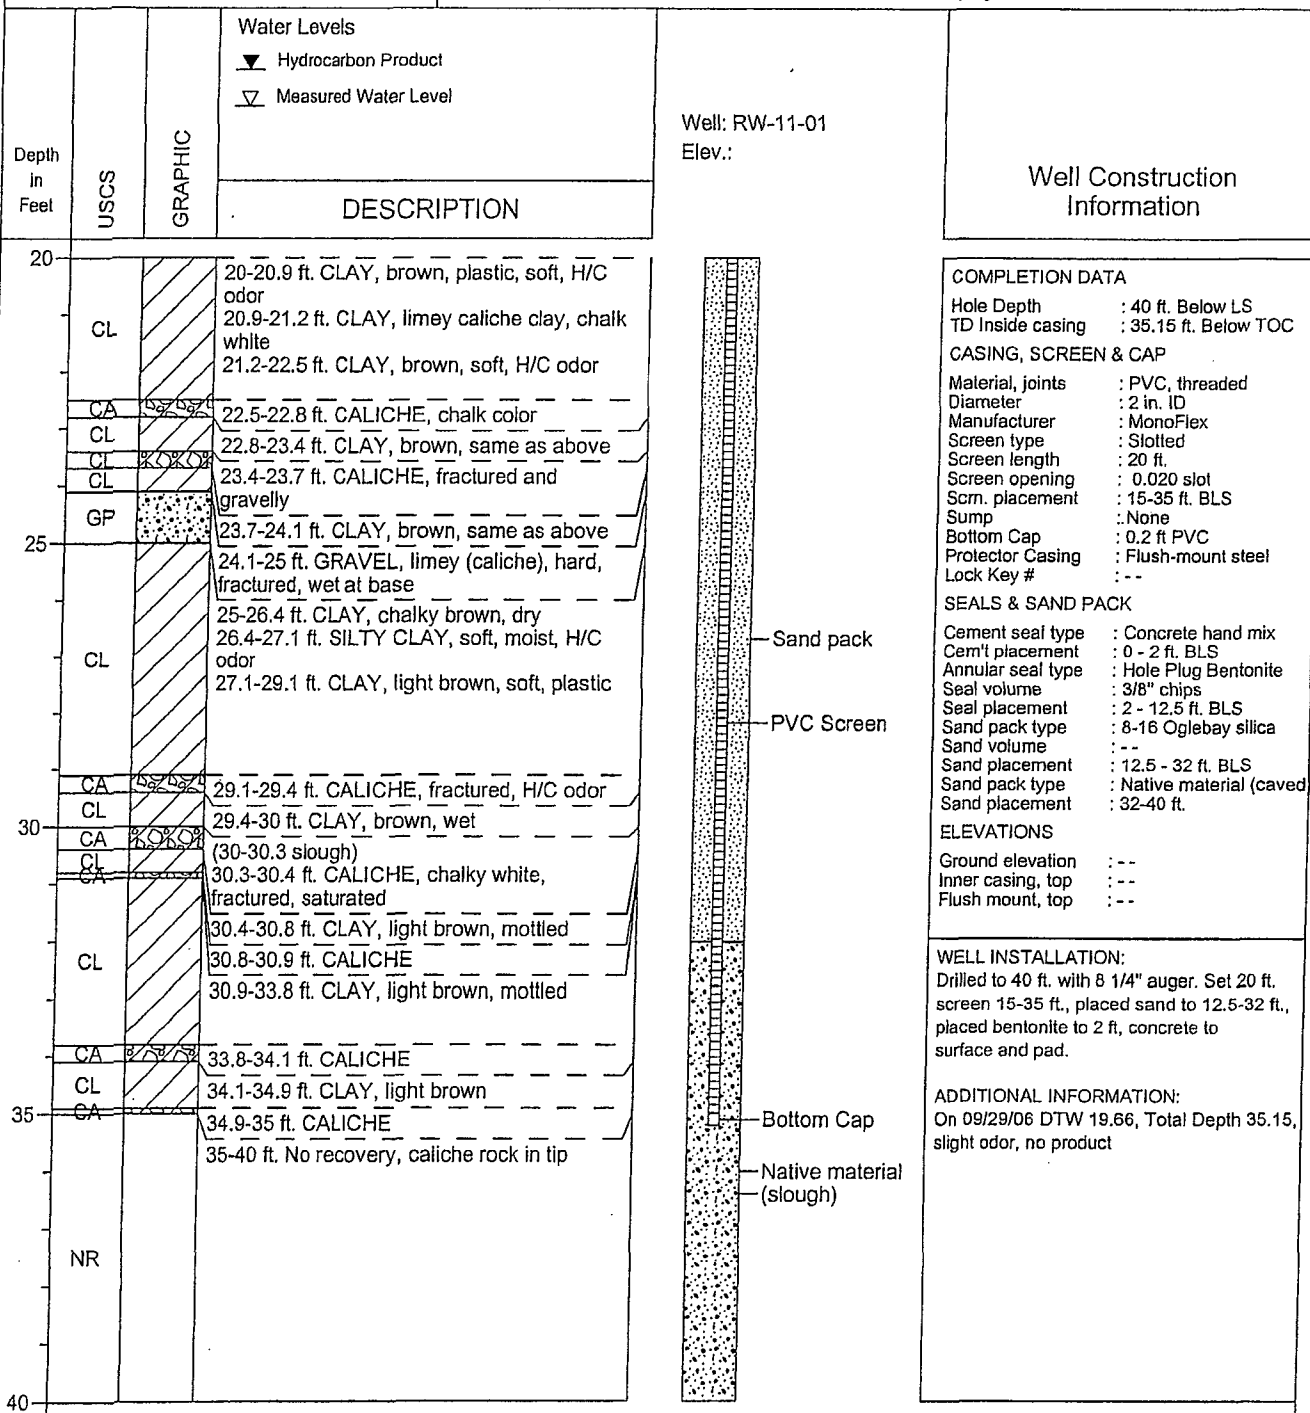 Water Levels
Hydrocarbon Product
Measured Water Level
Well: RW-11-01
Elev.:
Depth
in
Feet
USCS
GRAPHIC
DESCRIPTION
Well Construction
Information
20
CL
20-20.9 ft. CLAY, brown, plastic, soft, H/C
odor
20.9-21.2 ft. CLAY, limey caliche clay, chalk
white
21.2-22.5 ft. CLAY, brown, soft, H/C odor
CA
22.5-22.8 ft. CALICHE, chalk color
CL
22.8-23.4 ft. CLAY, brown, same as above
CL
23.4-23.7 ft. CALICHE, fractured and
gravelly
CL
23.7-24.1 ft. CLAY, brown, same as above
GP
24.1-25 ft. GRAVEL, limey (caliche), hard,
fractured, wet at base
25
25-26.4 ft. CLAY, chalky brown, dry
26.4-27.1 ft. SILTY CLAY, soft, moist, H/C
odor
CL
27.1-29.1 ft. CLAY, light brown, soft, plastic
CA
29.1-29.4 ft. CALICHE, fractured, H/C odor
CL
29.4-30 ft. CLAY, brown, wet
30
CA
(30-30.3 slough)
30.3-30.4 ft. CALICHE, chalky white,
fractured, saturated
CL
30.4-30.8 ft. CLAY, light brown, mottled
CA
30.8-30.9 ft. CALICHE
CL
30.9-33.8 ft. CLAY, light brown, mottled
CA
33.8-34.1 ft. CALICHE
CL
34.1-34.9 ft. CLAY, light brown
35
CA
34.9-35 ft. CALICHE
35-40 ft. No recovery, caliche rock in tip
NR
40
Sand pack
PVC Screen
Bottom Cap
Native material
(slough)
COMPLETION DATA
Hole Depth : 40 ft. Below LS
TD Inside casing : 35.15 ft. Below TOC
CASING, SCREEN & CAP
Material, joints : PVC, threaded
Diameter : 2 in. ID
Manufacturer : MonoFlex
Screen type : Slotted
Screen length : 20 ft.
Screen opening : 0.020 slot
Scrn. placement : 15-35 ft. BLS
Sump : None
Bottom Cap : 0.2 ft PVC
Protector Casing : Flush-mount steel
Lock Key # : --
SEALS & SAND PACK
Cement seal type : Concrete hand mix
Cem't placement : 0 - 2 ft. BLS
Annular seal type : Hole Plug Bentonite
Seal volume : 3/8" chips
Seal placement : 2 - 12.5 ft. BLS
Sand pack type : 8-16 Oglebay silica
Sand volume : --
Sand placement : 12.5 - 32 ft. BLS
Sand pack type : Native material (caved
Sand placement : 32-40 ft.
ELEVATIONS
Ground elevation : --
Inner casing, top : --
Flush mount, top : --
WELL INSTALLATION:
Drilled to 40 ft. with 8 1/4" auger. Set 20 ft.
screen 15-35 ft., placed sand to 12.5-32 ft.,
placed bentonite to 2 ft, concrete to
surface and pad.
ADDITIONAL INFORMATION:
On 09/29/06 DTW 19.66, Total Depth 35.15,
slight odor, no product